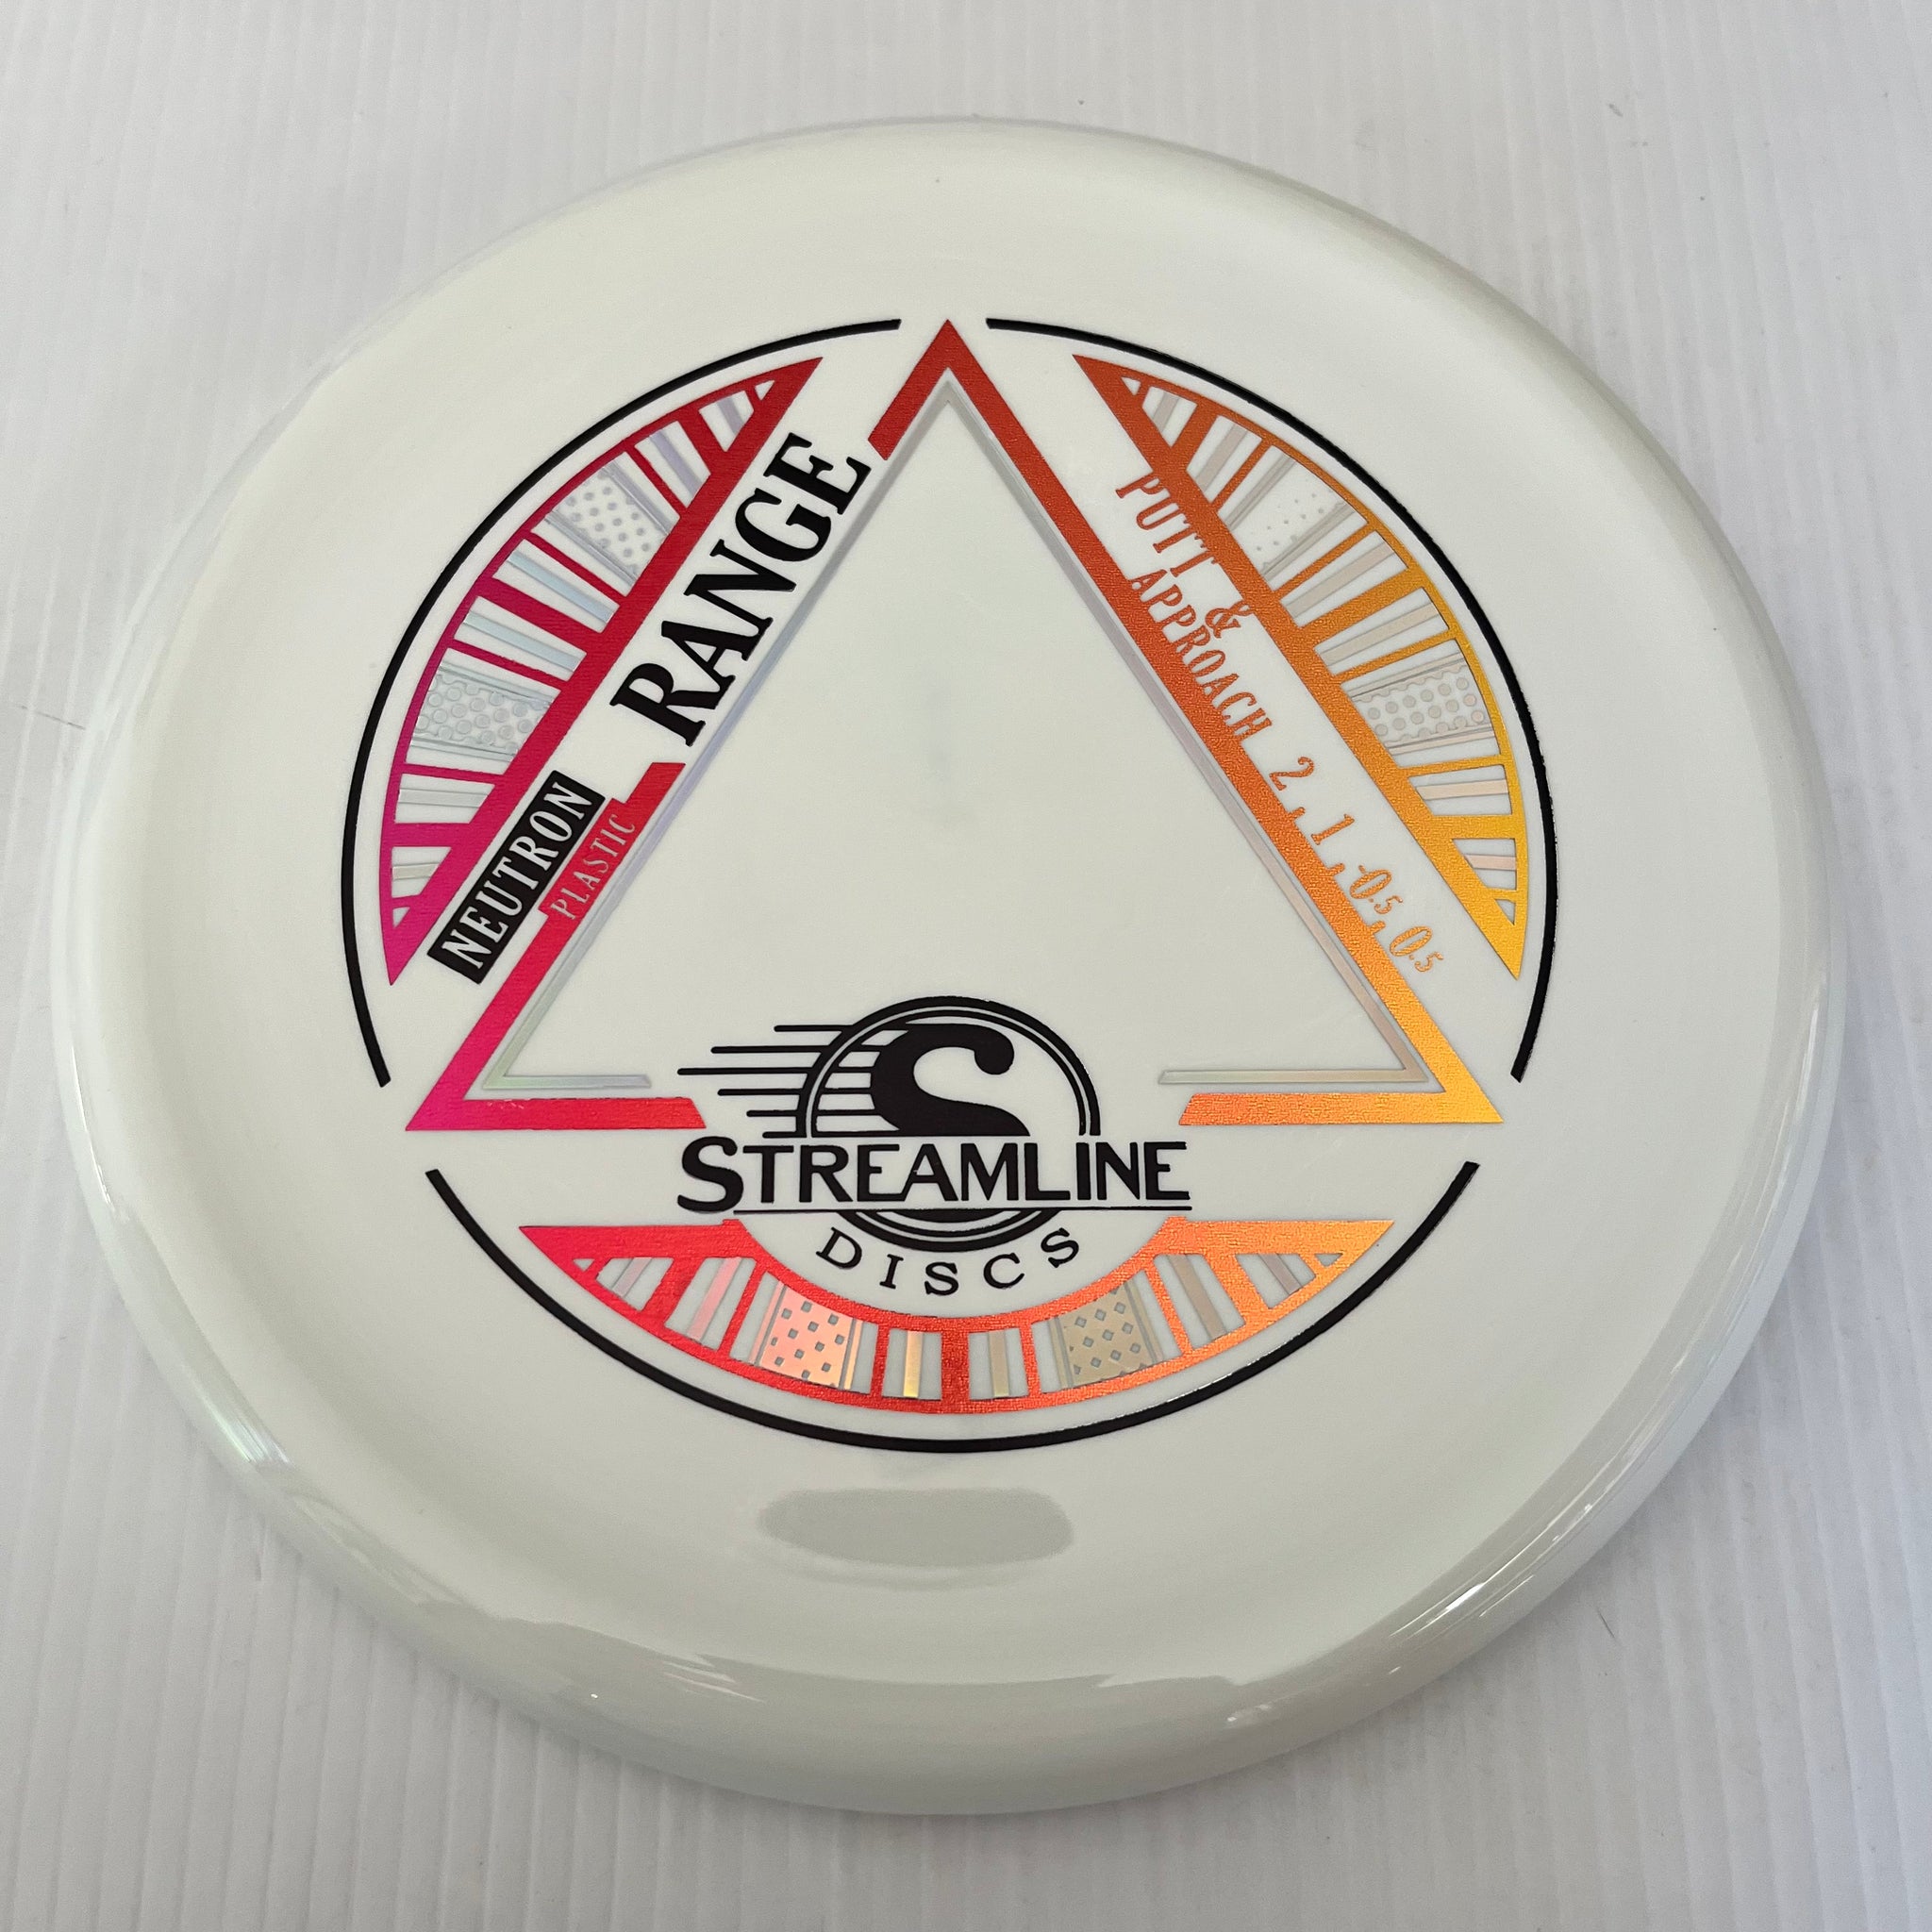 RANGE
NEUTRON
PLASTIC
PUTT &
APPROACH 2, 1, -0.5, 0.5
S
STREAMLINE
DISCS